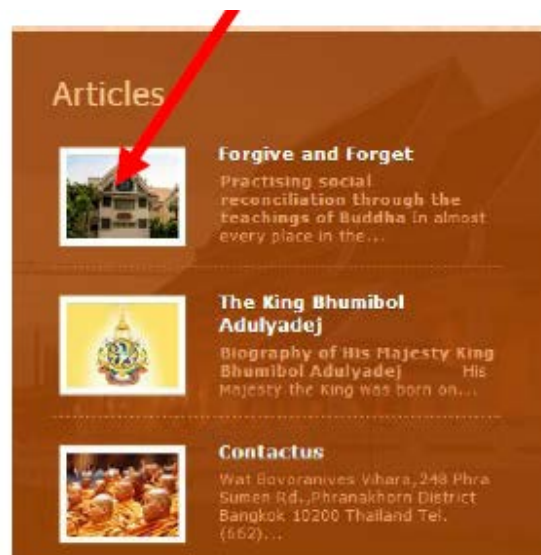 Articles
Forgive and Forget
Practising social
reconciliation through the
teachings of Buddha in almost
every place in the...
The King Bhumibol
Adulyadej
Biography of His Majesty King
Bhumibol Adulyadej His
Majesty the King was born on...
Contactus
Wat Bovoranives Vihara,248 Phra
Sumen Rd.,Phranakhorn District
Bangkok 10200 Thailand Tel.
(662)...